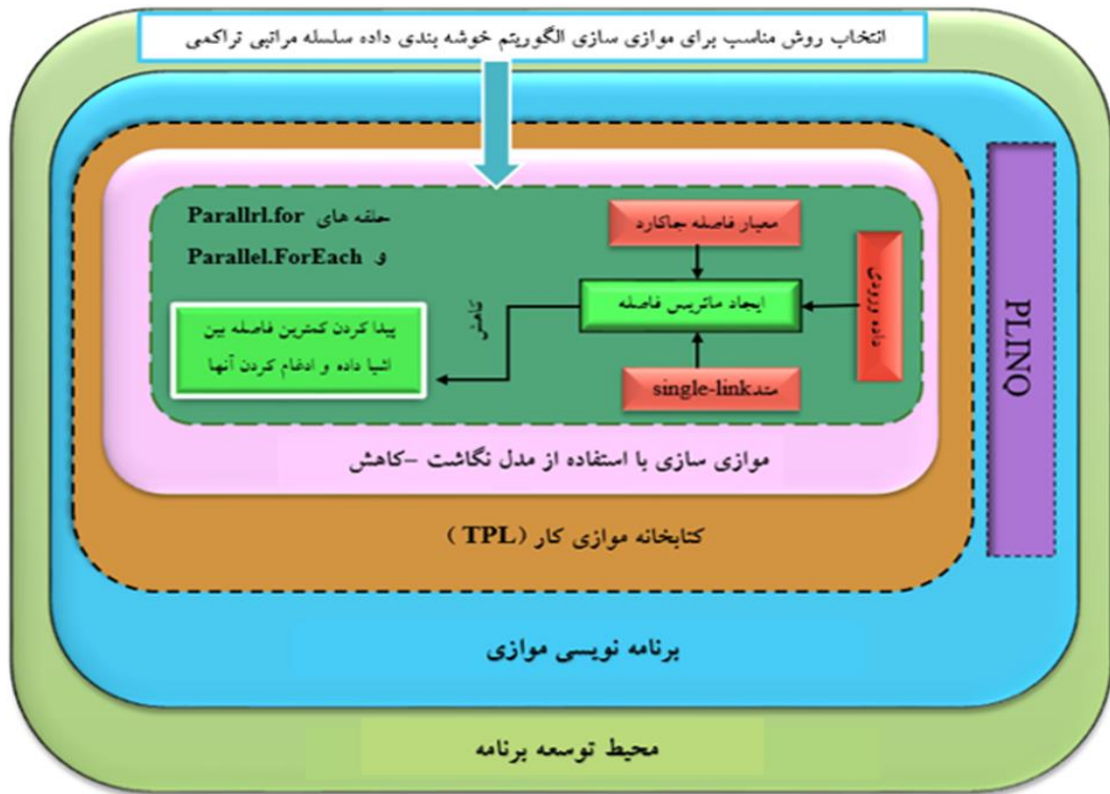 انتخاب روش مناسب برای موازی سازی الگوریتم خوشه بندی داده سلسله مراتبی تراکمی
حلقه های Parallrl.for
و Parallel.ForEach
معیار فاصله جاکارد
داده ورودی
ایجاد ماتریس فاصله
کاهش
پیدا کردن کمترین فاصله بین
اشیا داده و ادغام کردن آنها
متدsingle-link
PLINQ
موازی سازی با استفاده از مدل نگاشت –کاهش
کتابخانه موازی کار (TPL )
برنامه نویسی موازی
محیط توسعه برنامه